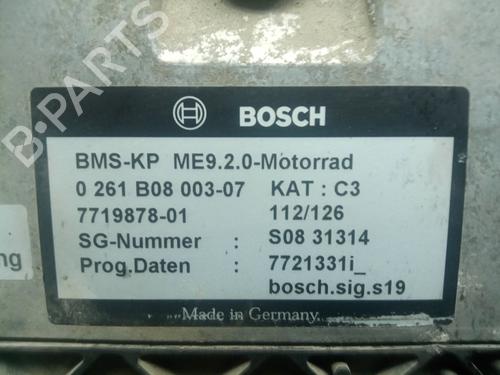 B-PARTS
BOSCH
BMS-KP ME9.2.0-Motorrad
0 261 B08 003-07 KAT : C3
7719878-01 112/126
SG-Nummer : S08 31314
Prog.Daten : 7721331i_
bosch.sig.s19
Made in Germany
ng